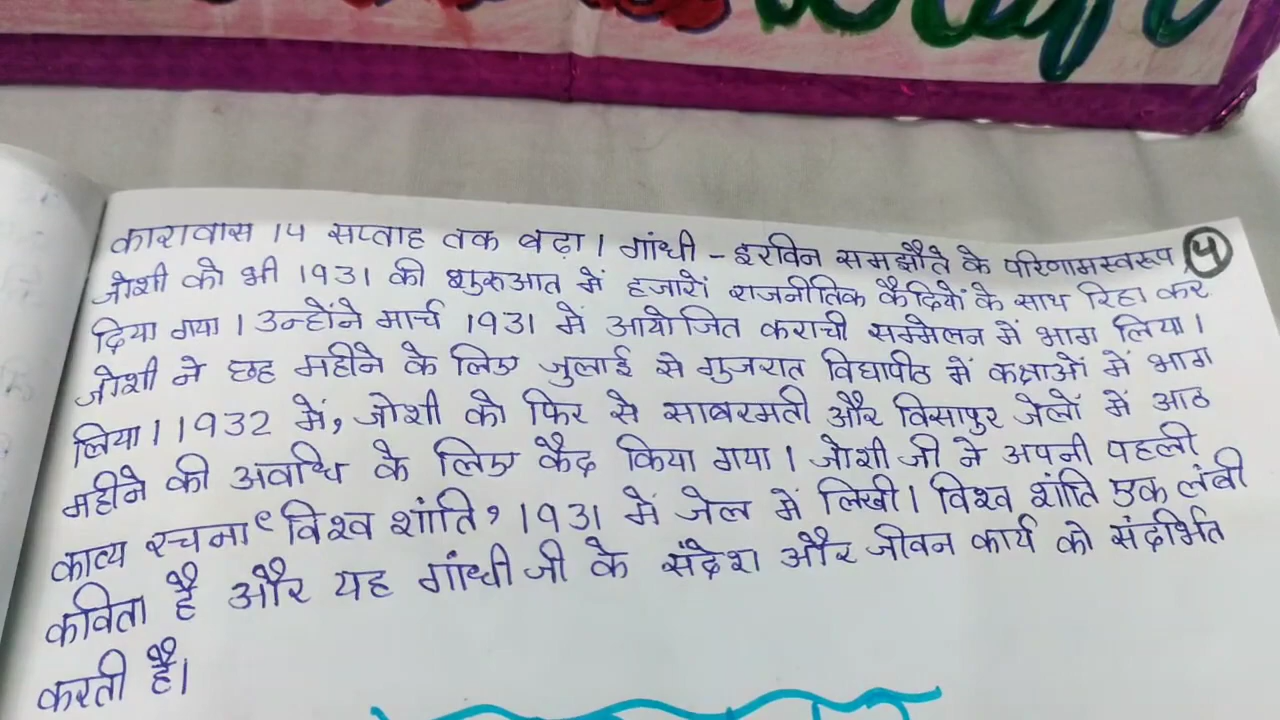 कारावास 14 सप्ताह तक बढ़ा। गांधी - इरविन समझौते के परिणामस्वरूप, ४
जोशी को भी 1931 की शुरुआत में हजारों राजनीतिक कैदियों के साथ रिहा कर
दिया गया। उन्होंने मार्च 1931 में आयोजित कराची सम्मेलन में भाग लिया।
जोशी ने छह महीने के लिए जुलाई से गुजरात विद्यापीठ में कक्षाओं में भाग
लिया। 1932 में, जोशी को फिर से साबरमती और विसापुर जेलों में आठ
महीने की अवधि के लिए कैद किया गया। जोशी जी ने अपनी पहली
काव्य रचना ‘विश्व शांति’ 1931 में जेल में लिखी। विश्व शांति एक लंबी
कविता है और यह गांधी जी के संदेश और जीवन कार्य को संदर्भित
करती है।